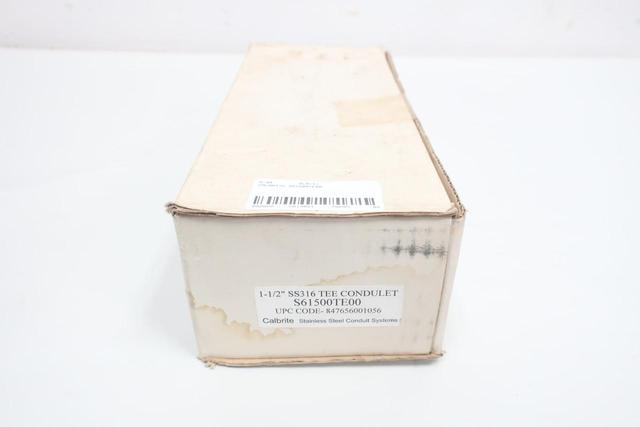 1-1/2" SS316 TEE CONDULET
S61500TE00
UPC CODE- 847656001056
Calbrite Stainless Steel Conduit Systems